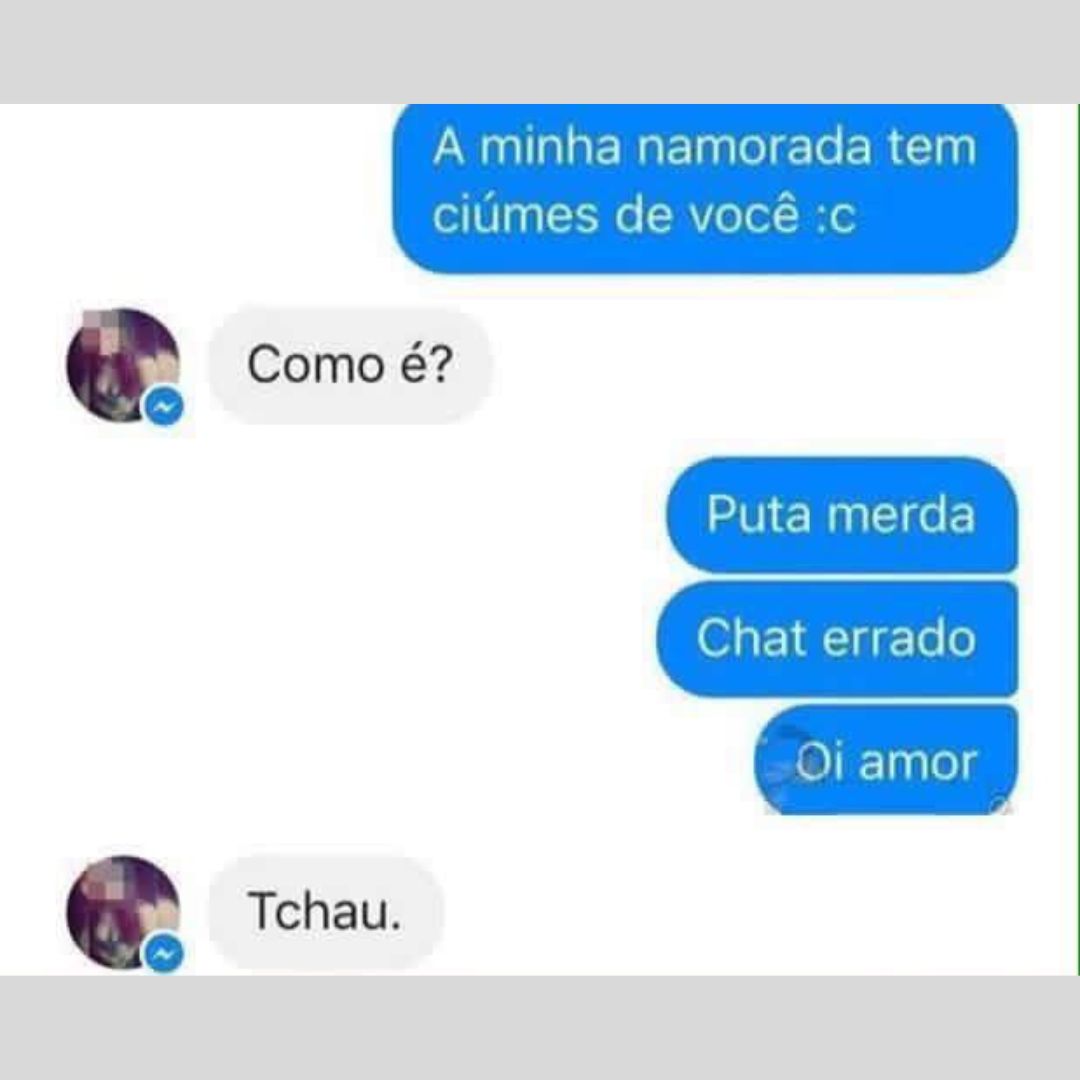 A minha namorada tem
ciúmes de você :c
Como é?
Puta merda
Chat errado
Oi amor
Tchau.